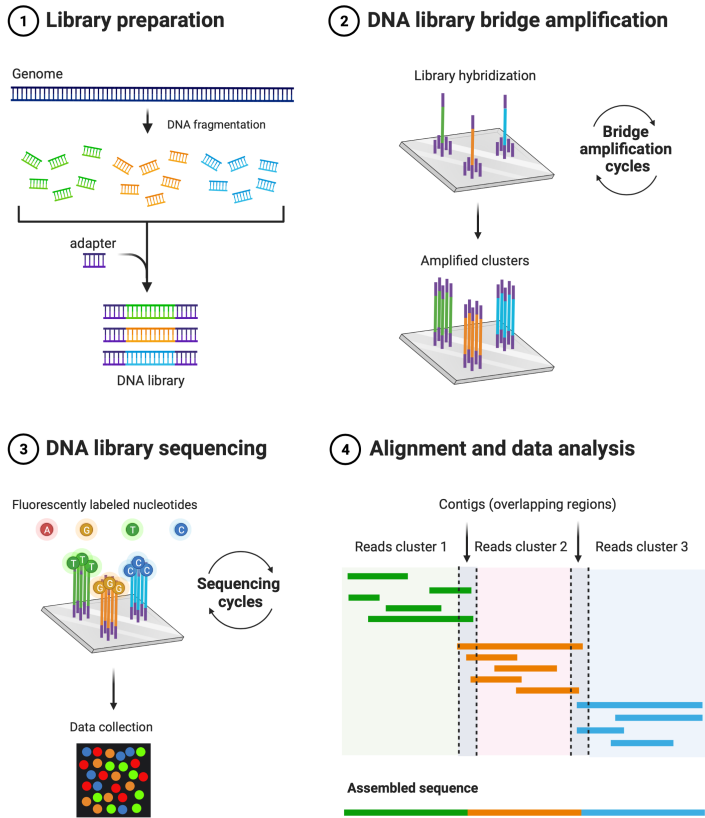 1 Library preparation
Genome
DNA fragmentation
adapter
DNA library
2 DNA library bridge amplification
Library hybridization
Bridge
amplification
cycles
Amplified clusters
3 DNA library sequencing
Fluorescently labeled nucleotides
A G T C
T T T
G G G
C C C
Sequencing
cycles
Data collection
4 Alignment and data analysis
Contigs (overlapping regions)
Reads cluster 1 Reads cluster 2 Reads cluster 3
Assembled sequence